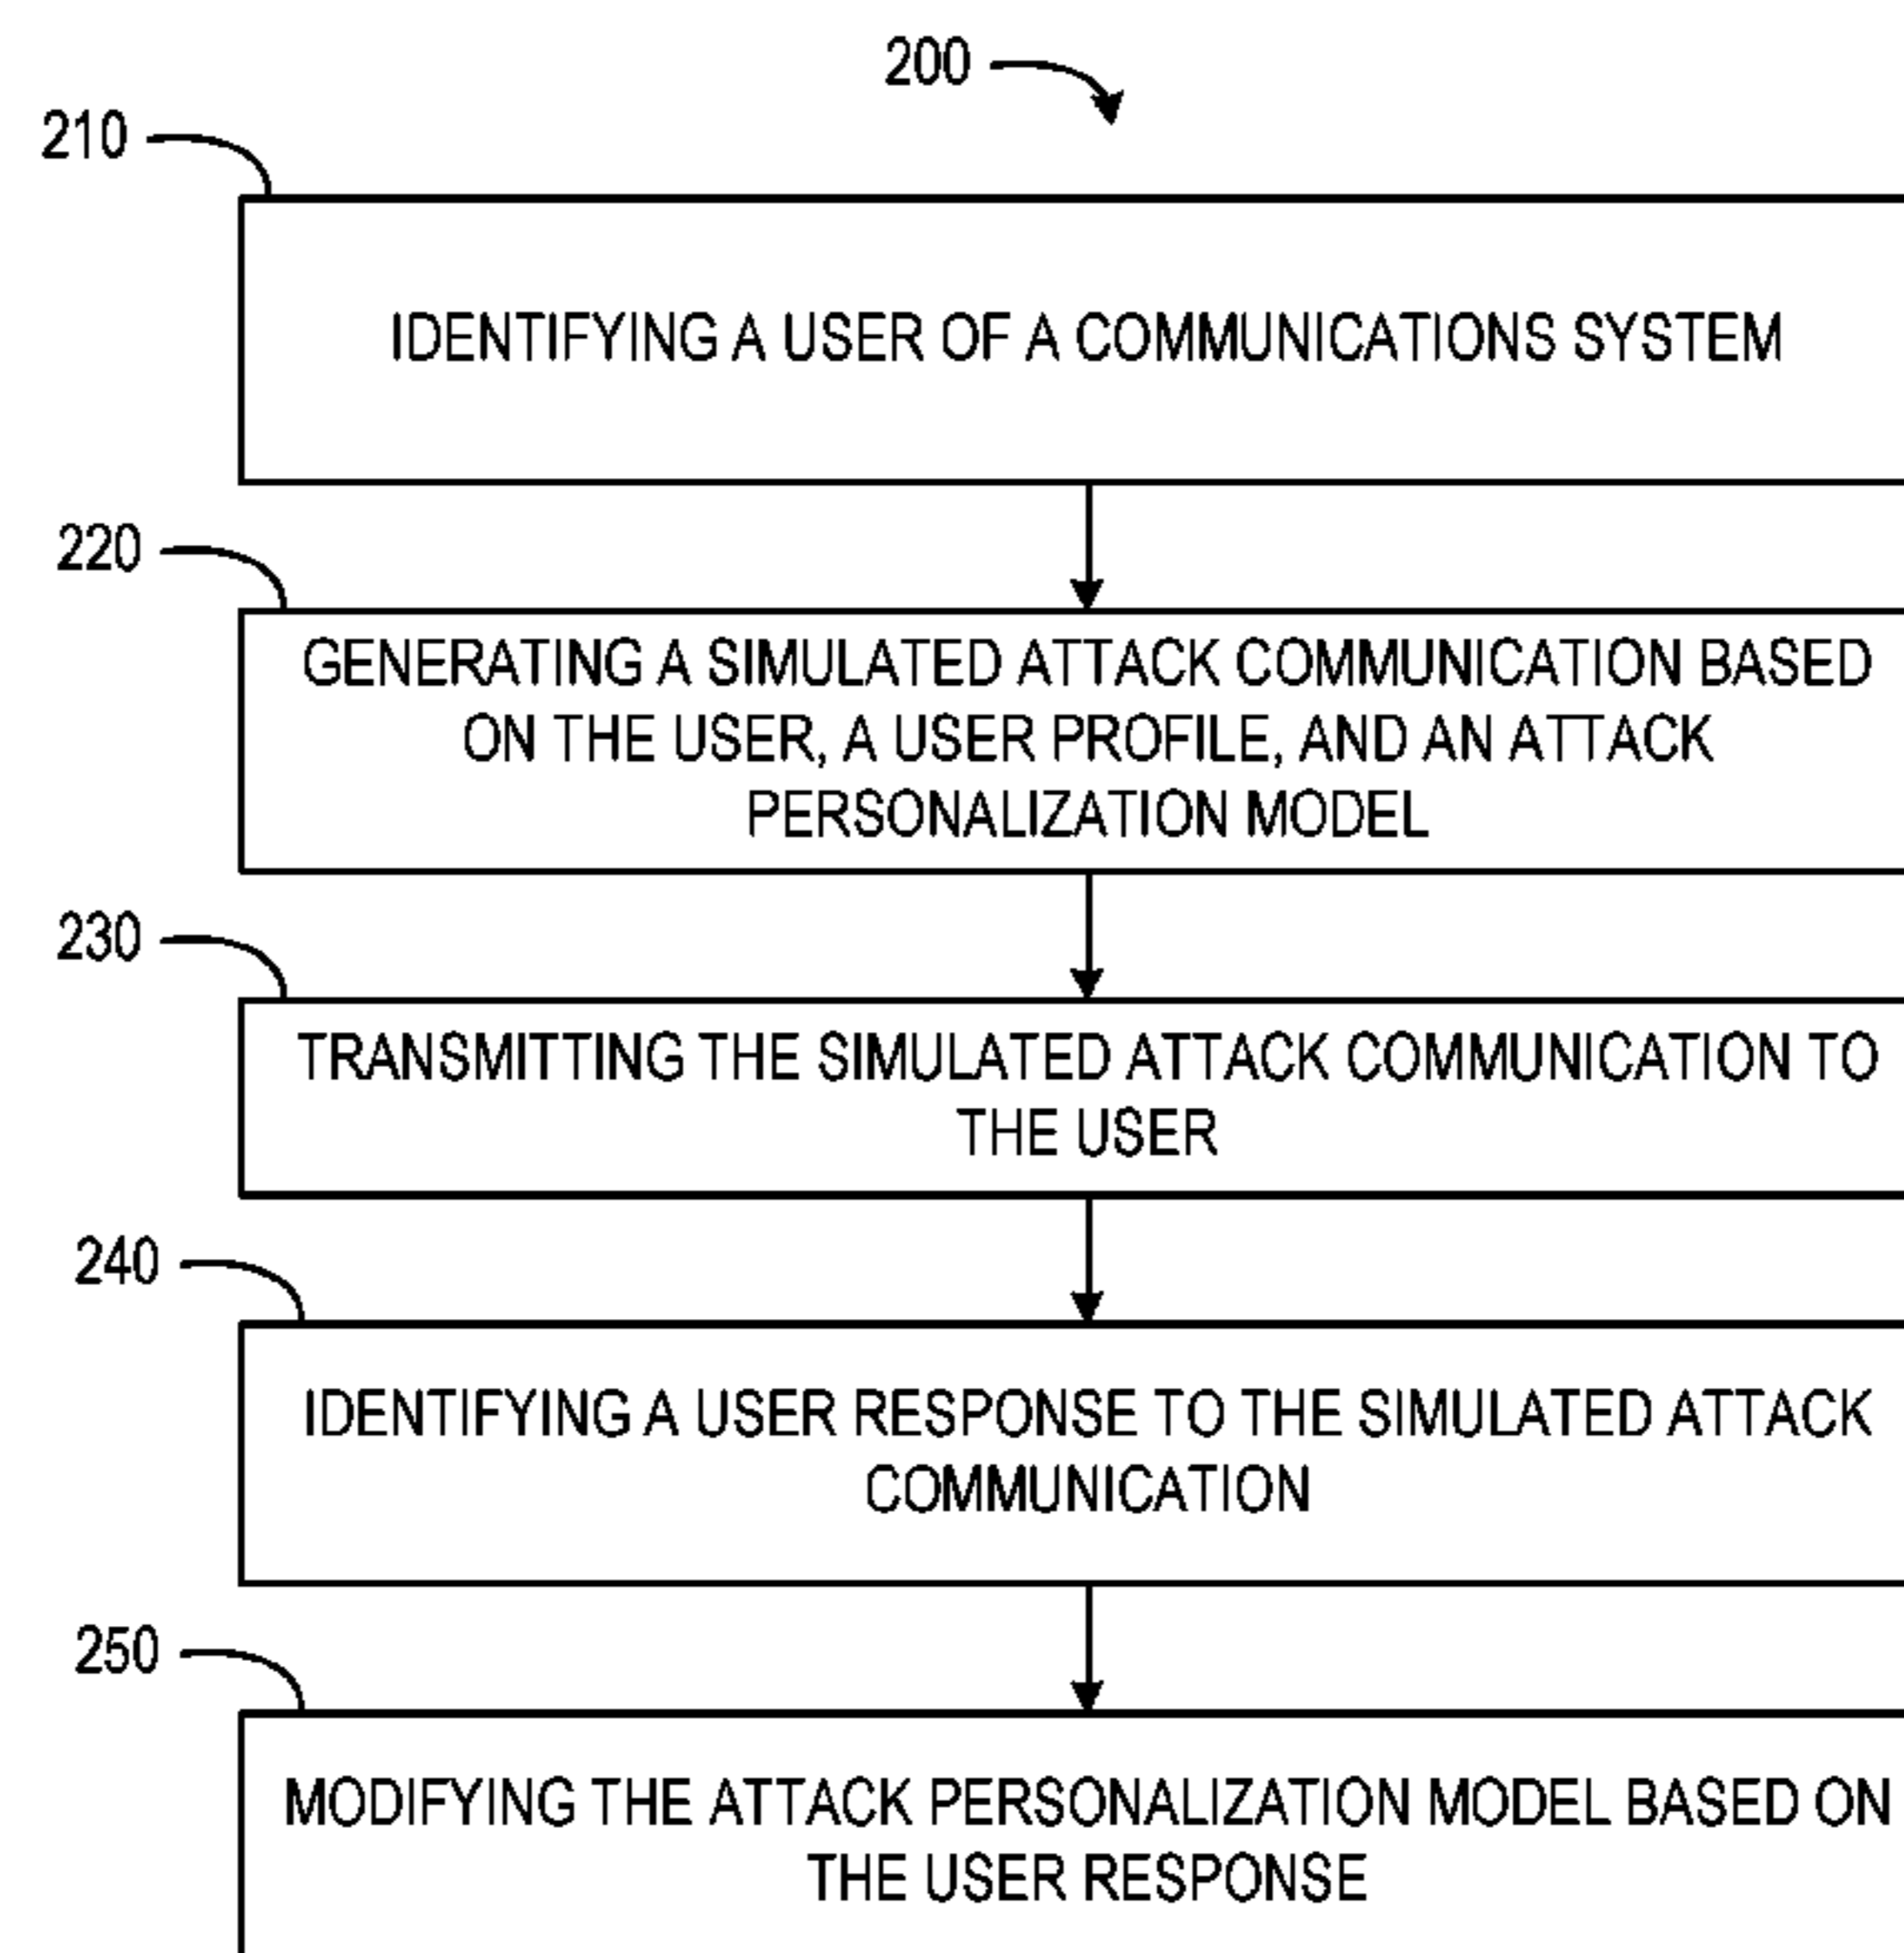 200
210
IDENTIFYING A USER OF A COMMUNICATIONS SYSTEM
220
GENERATING A SIMULATED ATTACK COMMUNICATION BASED
ON THE USER, A USER PROFILE, AND AN ATTACK
PERSONALIZATION MODEL
230
TRANSMITTING THE SIMULATED ATTACK COMMUNICATION TO
THE USER
240
IDENTIFYING A USER RESPONSE TO THE SIMULATED ATTACK
COMMUNICATION
250
MODIFYING THE ATTACK PERSONALIZATION MODEL BASED ON
THE USER RESPONSE